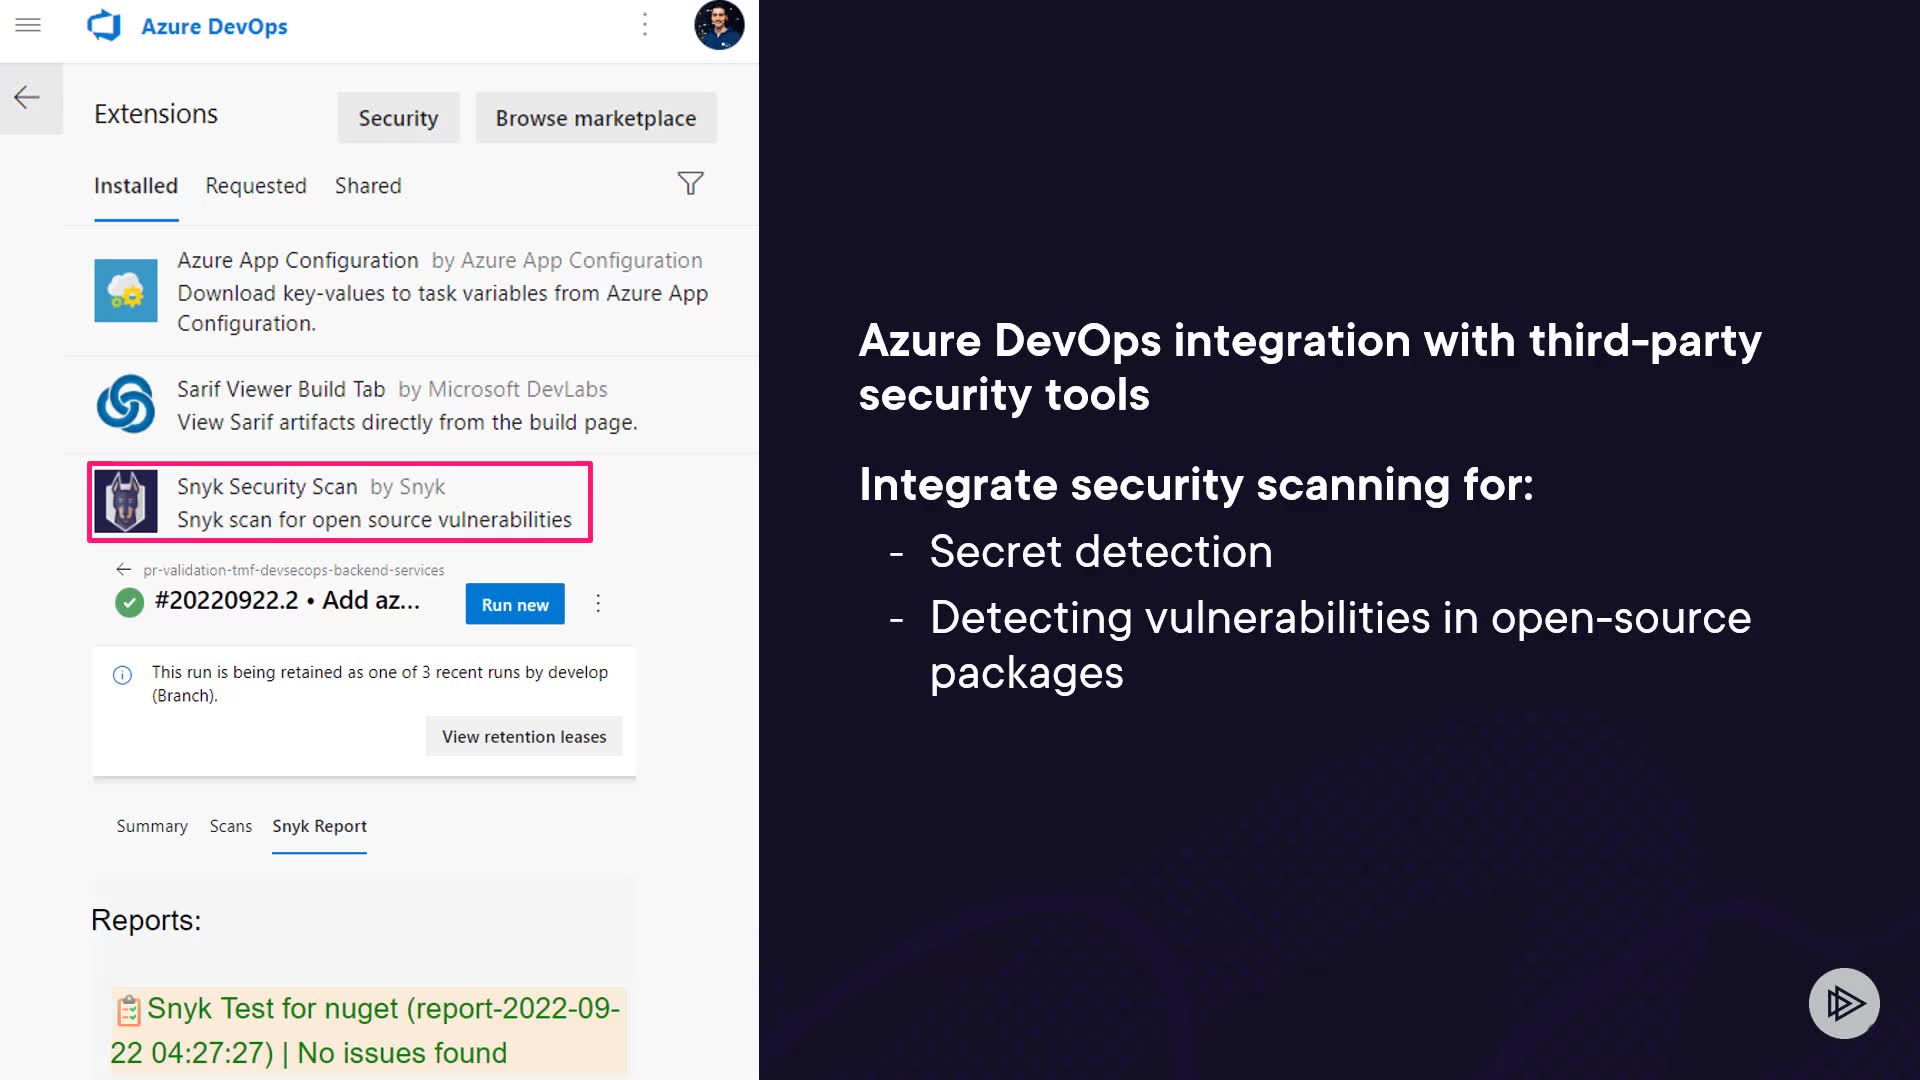 Azure DevOps
Extensions
Security
Browse marketplace
Installed Requested Shared
Azure App Configuration by Azure App Configuration
Download key-values to task variables from Azure App
Configuration.
Sarif Viewer Build Tab by Microsoft DevLabs
View Sarif artifacts directly from the build page.
Snyk Security Scan by Snyk
Snyk scan for open source vulnerabilities
pr-validation-tmf-devsecops-backend-services
#20220922.2 • Add az...
Run new
This run is being retained as one of 3 recent runs by develop
(Branch).
View retention leases
Summary Scans Snyk Report
Reports:
Snyk Test for nuget (report-2022-09-
22 04:27:27) | No issues found
Azure DevOps integration with third-party
security tools
Integrate security scanning for:
- Secret detection
- Detecting vulnerabilities in open-source
packages